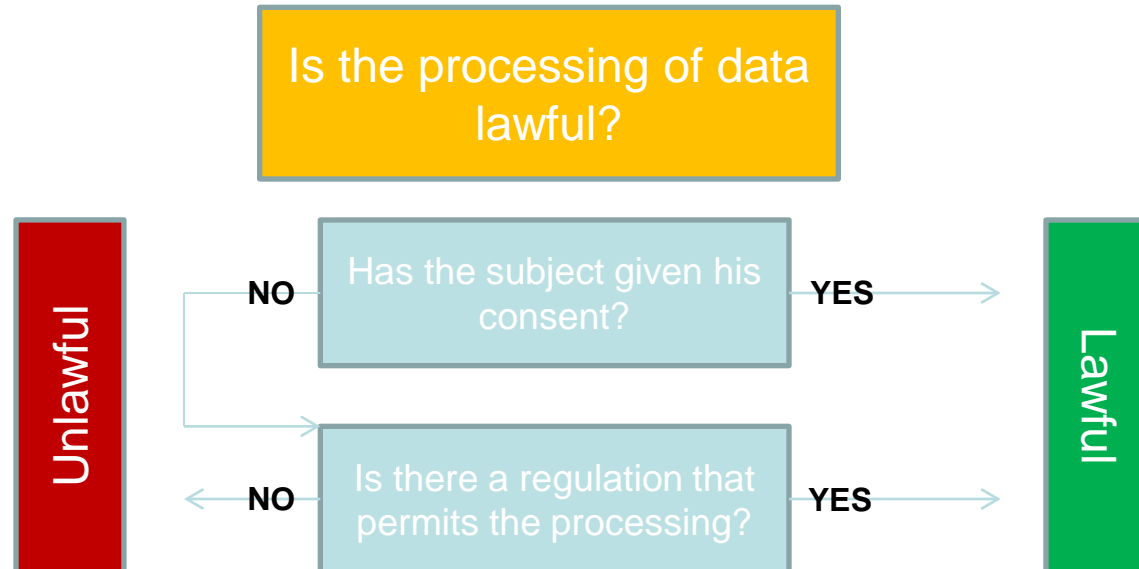 Is the processing of data
lawful?
Unlawful
NO
Has the subject given his
consent?
YES
Lawful
NO
Is there a regulation that
permits the processing?
YES